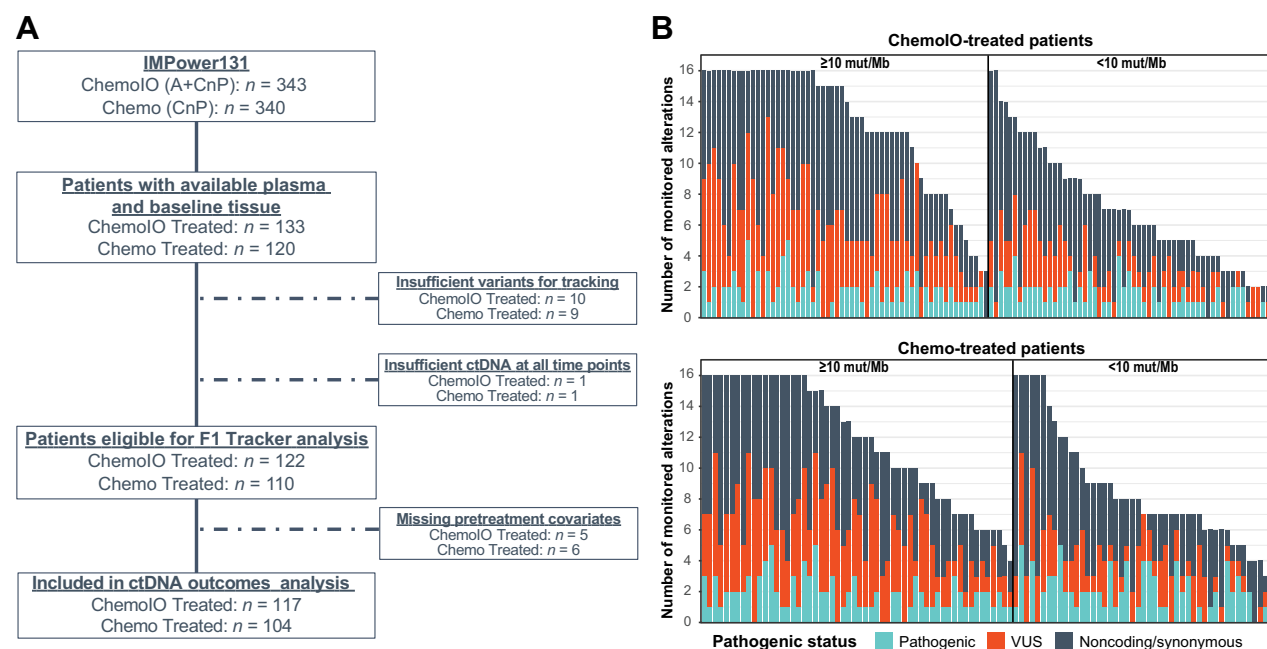 A
IMPower131
ChemoIO (A+CnP): n = 343
Chemo (CnP): n = 340
Patients with available plasma
and baseline tissue
ChemoIO Treated: n = 133
Chemo Treated: n = 120
Insufficient variants for tracking
ChemoIO Treated: n = 10
Chemo Treated: n = 9
Insufficient ctDNA at all time points
ChemoIO Treated: n = 1
Chemo Treated: n = 1
Patients eligible for F1 Tracker analysis
ChemoIO Treated: n = 122
Chemo Treated: n = 110
Missing pretreatment covariates
ChemoIO Treated: n = 5
Chemo Treated: n = 6
Included in ctDNA outcomes analysis
ChemoIO Treated: n = 117
Chemo Treated: n = 104
B
ChemoIO-treated patients
≥10 mut/Mb
<10 mut/Mb
Number of monitored alterations
16
14
12
10
8
6
4
2
0
Chemo-treated patients
≥10 mut/Mb
<10 mut/Mb
Number of monitored alterations
16
14
12
10
8
6
4
2
0
Pathogenic status Pathogenic VUS Noncoding/synonymous